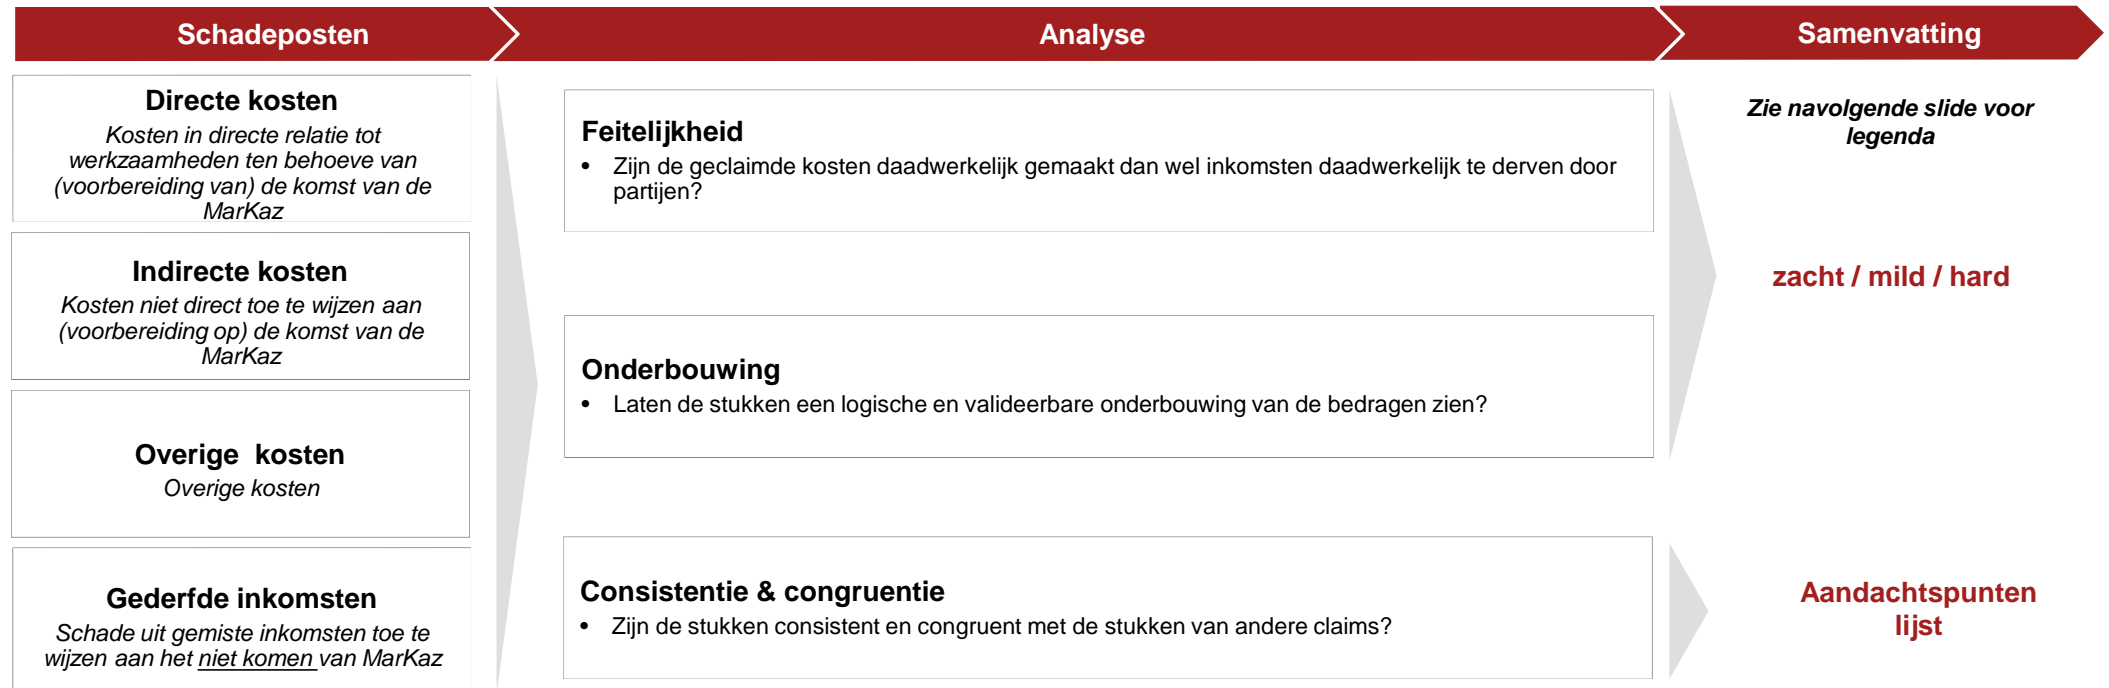 Schadeposten
Analyse
Samenvatting
Directe kosten
Kosten in directe relatie tot
werkzaamheden ten behoeve van
(voorbereiding van) de komst van de
MarKaz
Indirecte kosten
Kosten niet direct toe te wijzen aan
(voorbereiding op) de komst van de
MarKaz
Overige kosten
Overige kosten
Gederfde inkomsten
Schade uit gemiste inkomsten toe te
wijzen aan het niet komen van MarKaz
Feitelijkheid
• Zijn de geclaimde kosten daadwerkelijk gemaakt dan wel inkomsten daadwerkelijk te derven door
partijen?
Onderbouwing
• Laten de stukken een logische en valideerbare onderbouwing van de bedragen zien?
Consistentie & congruentie
• Zijn de stukken consistent en congruent met de stukken van andere claims?
Zie navolgende slide voor
legenda
zacht / mild / hard
Aandachtspunten
lijst